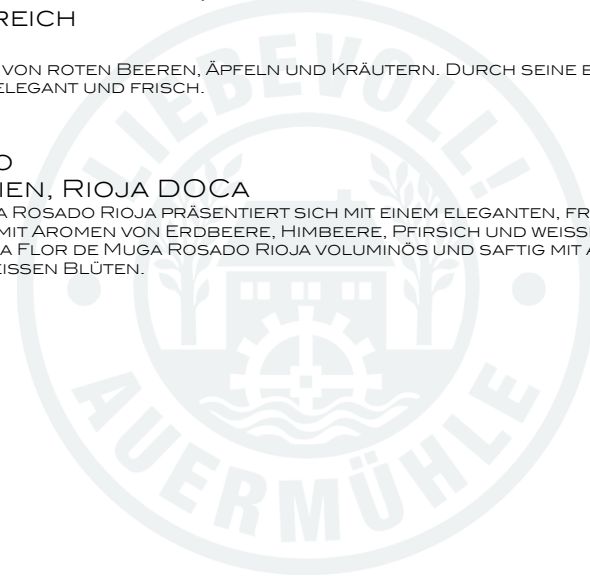 REICH
VON ROTEN BEEREN, ÄPFELN UND KRÄUTERN. DURCH SEINE
ELEGANT UND FRISCH.
IEN, RIOJA DOCA
ROSADO RIOJA PRÄSENTIERT SICH MIT EINEM ELEGANTEN, FR
MIT AROMEN VON ERDBEERE, HIMBEERE, PFIRSICH UND WEISS
A FLOR DE MUGA ROSADO RIOJA VOLUMINÖS UND SAFTIG MIT A
EISSEN BLÜTEN.
LIEBEVOLL!
AUERMÜHLE